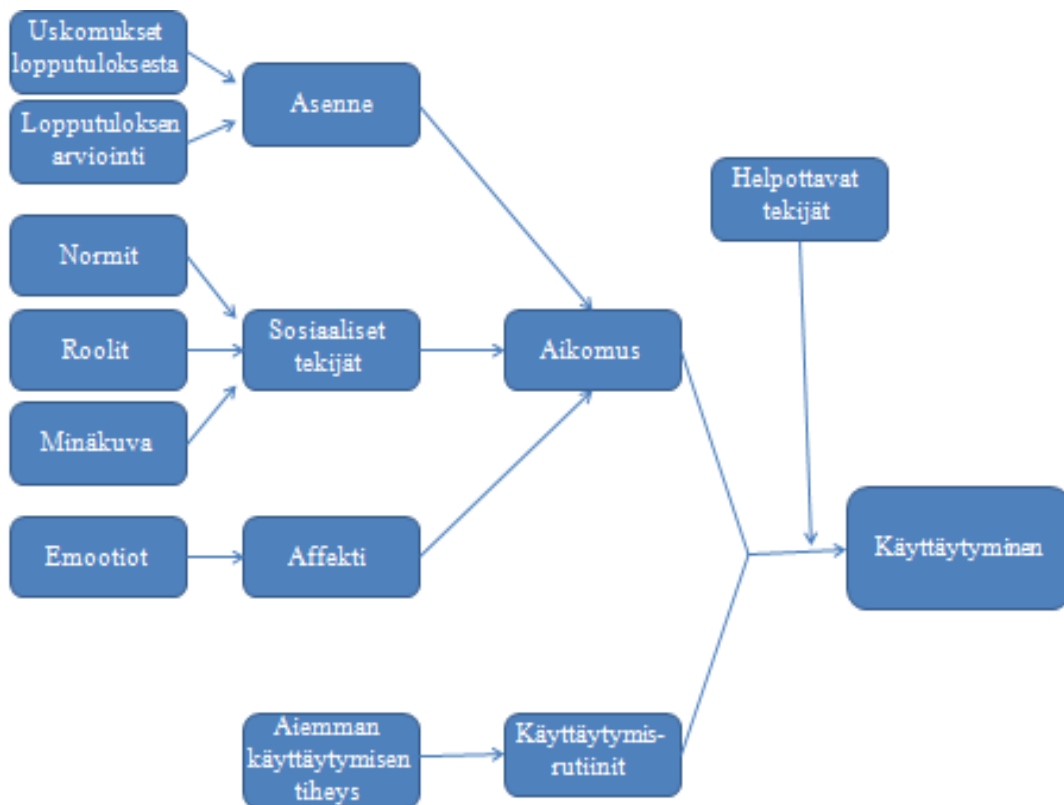 Uskomukset
lopputuloksesta
Lopputuloksen
arviointi
Asenne
Helpottavat
tekijät
Normit
Roolit
Minäkuva
Sosiaaliset
tekijät
Aikomus
Emootiot
Affekti
Käyttäytyminen
Aiemman
käyttäytymisen
tiheys
Käyttäytymis-
rutiinit